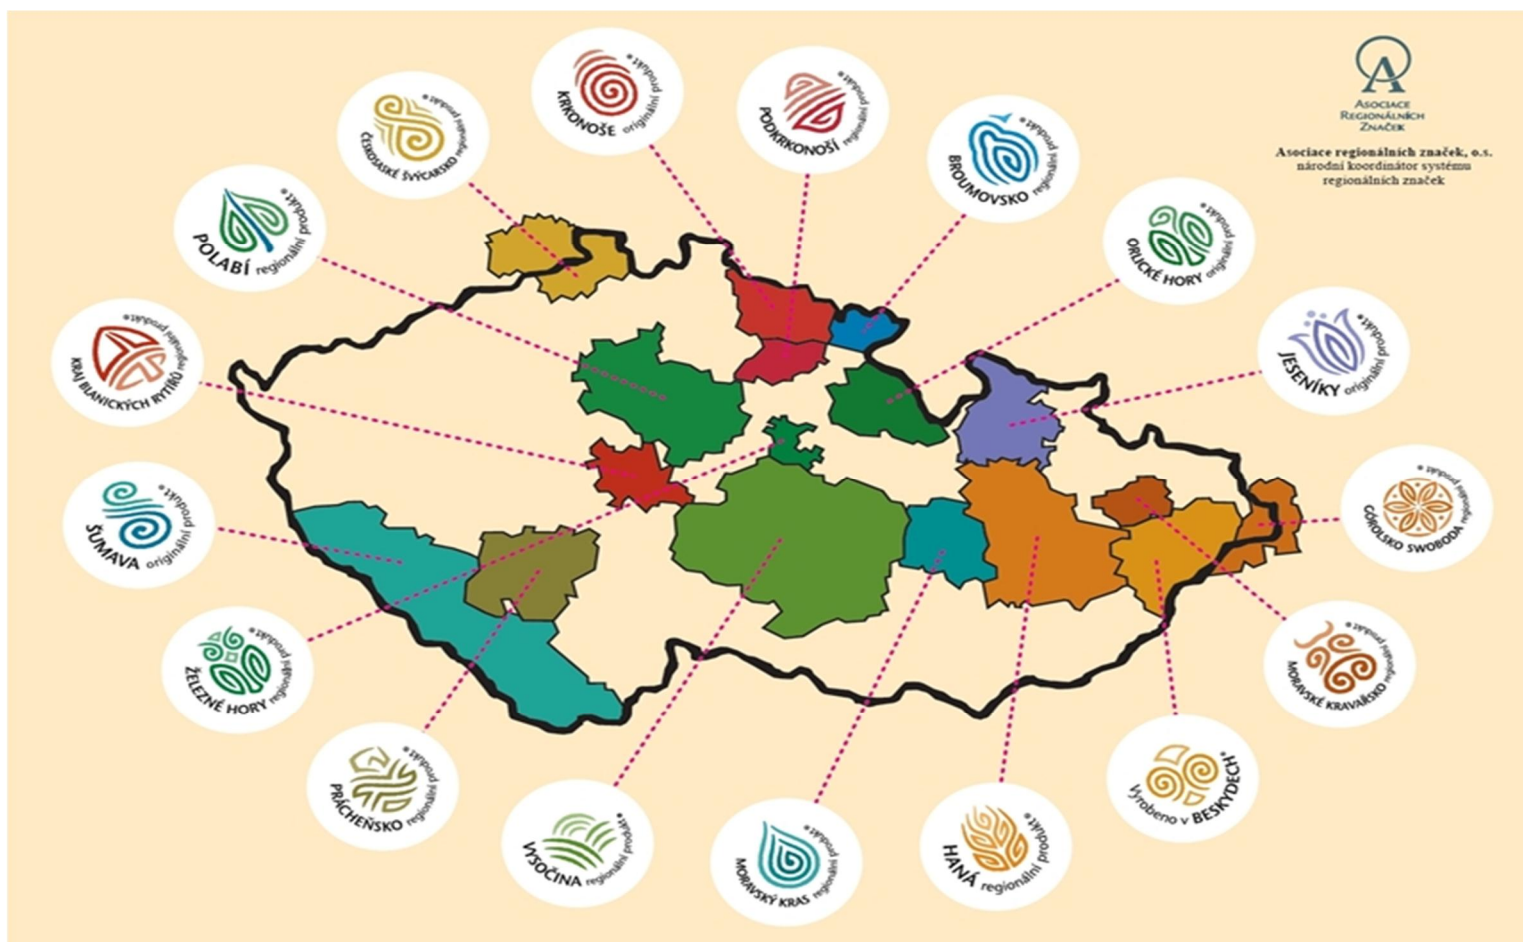 KRKONOŠE originální produkt®
PODKRKONOŠÍ regionální produkt®
ČESKOSASKÉ ŠVÝCARSKO regionální produkt®
BROUMOVSKO regionální produkt®
ASOCIACE
REGIONÁLNÍCH
ZNAČEK
Asociace regionálních značek, o.s.
národní koordinátor systému
regionálních značek
POLABÍ regionální produkt®
ORLICKÉ HORY originální produkt®
KRAJ BLANICKÝCH RYTÍŘŮ regionální produkt®
JESENÍKY originální produkt®
ŠUMAVA originální produkt®
GÓROLSKO SWOBODA regionální produkt®
ŽELEZNÉ HORY regionální produkt®
MORAVSKÉ KRAVAŘSKO regionální produkt®
PRÁCHEŇSKO regionální produkt®
Vyrobeno v BESKYDECH®
VYSOČINA regionální produkt®
MORAVSKÝ KRAS regionální produkt®
HANÁ regionální produkt®